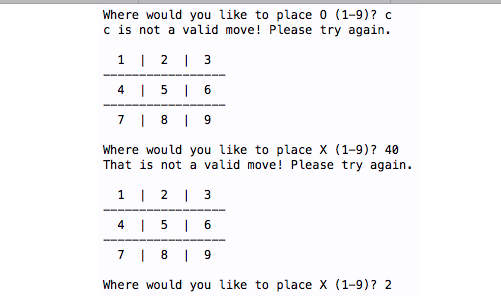 Where would you like to place O (1-9)? c
c is not a valid move! Please try again.
1 | 2 | 3
4 | 5 | 6
7 | 8 | 9
Where would you like to place X (1-9)? 40
That is not a valid move! Please try again.
1 | 2 | 3
4 | 5 | 6
7 | 8 | 9
Where would you like to place X (1-9)? 2